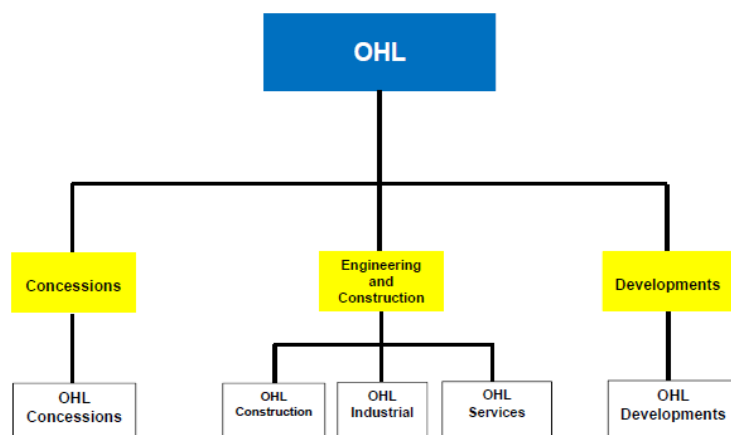 OHL
Concessions
Engineering
and
Construction
Developments
OHL
Concessions
OHL
Construction
OHL
Industrial
OHL
Services
OHL
Developments